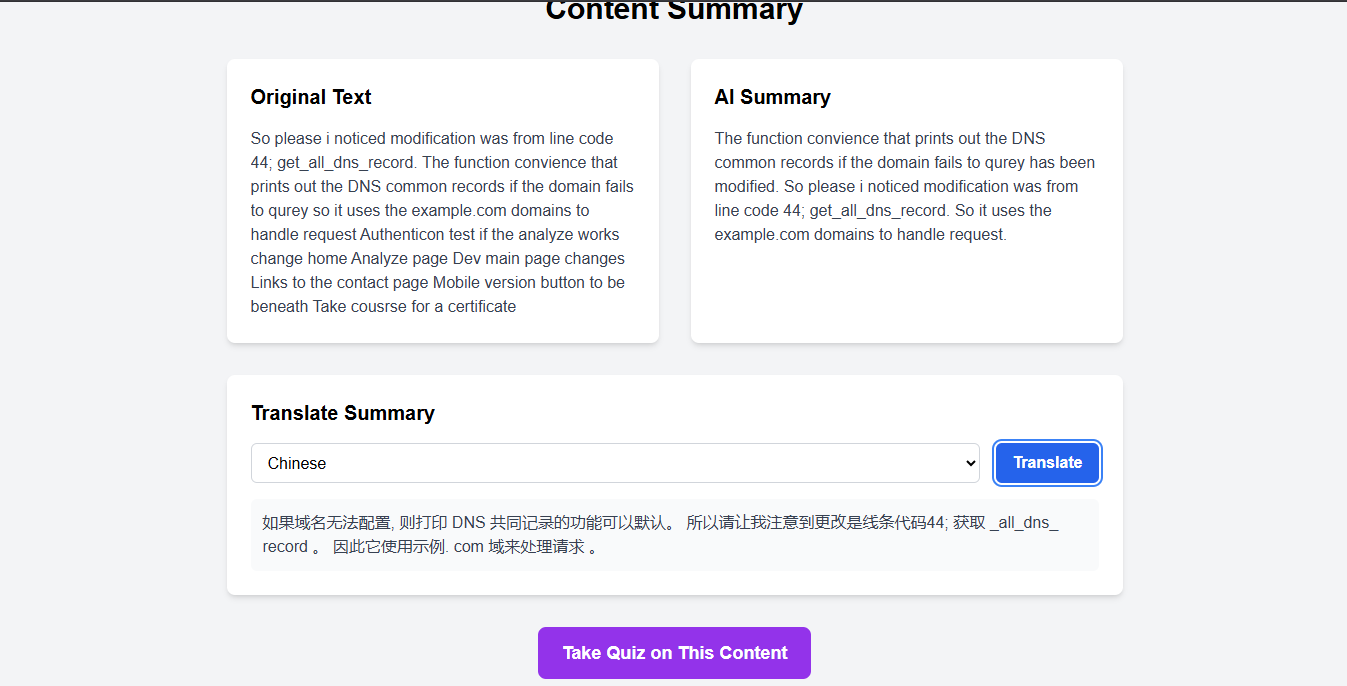 Content Summary
Original Text
So please i noticed modification was from line code
44; get_all_dns_record. The function convience that
prints out the DNS common records if the domain fails
to qurey so it uses the example.com domains to
handle request Authenticon test if the analyze works
change home Analyze page Dev main page changes
Links to the contact page Mobile version button to be
beneath Take cousrse for a certificate
AI Summary
The function convience that prints out the DNS
common records if the domain fails to qurey has been
modified. So please i noticed modification was from
line code 44; get_all_dns_record. So it uses the
example.com domains to handle request.
Translate Summary
Chinese
Translate
如果域名无法配置, 则打印 DNS 共同记录的功能可以默认。 所以请让我注意到更改是线条代码44; 获取 _all_dns_
record 。 因此它使用示例. com 域来处理请求 。
Take Quiz on This Content